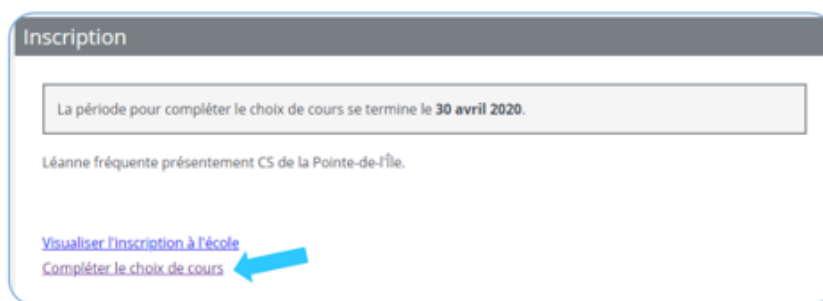 Inscription
La période pour compléter le choix de cours se termine le 30 avril 2020.
Léanne fréquente présentement CS de la Pointe-de-l'Île.
Visualiser l'inscription à l'école
Compléter le choix de cours